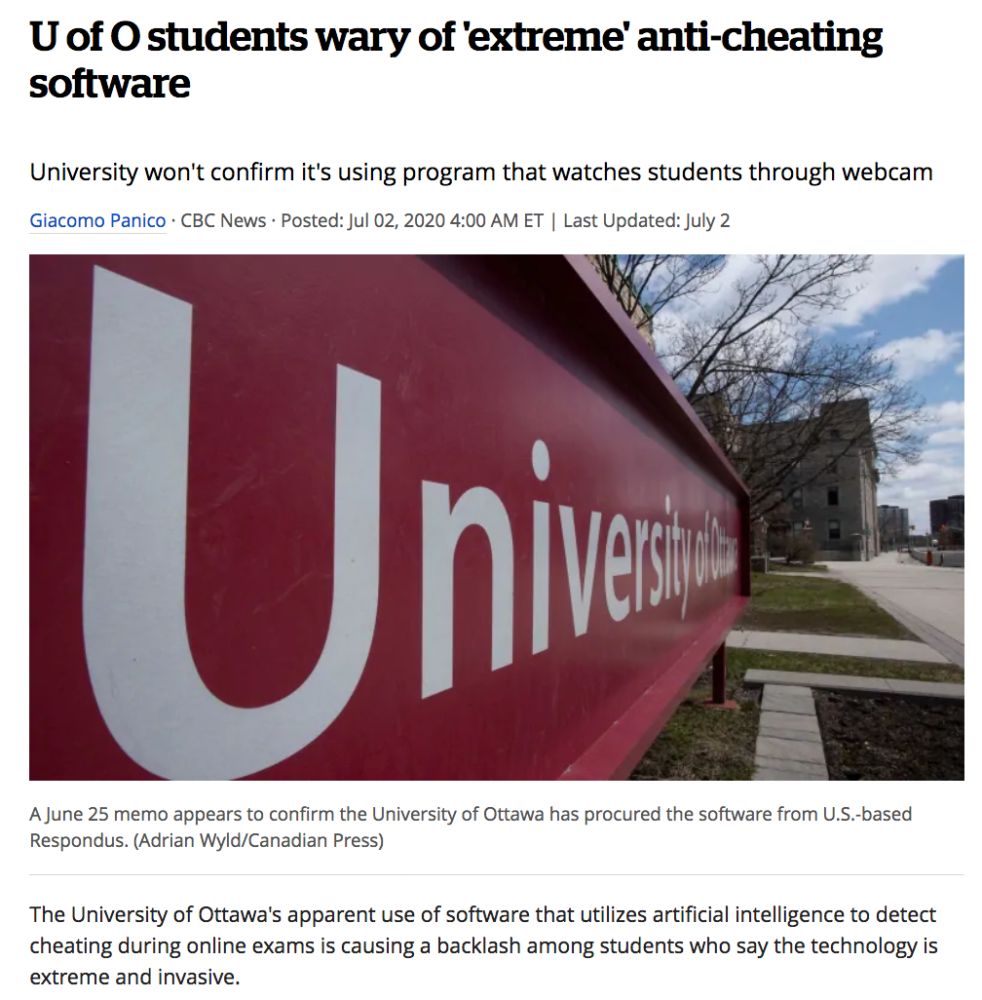 U of O students wary of 'extreme' anti-cheating
software
University won't confirm it's using program that watches students through webcam
Giacomo Panico · CBC News · Posted: Jul 02, 2020 4:00 AM ET | Last Updated: July 2
University of Ottawa
A June 25 memo appears to confirm the University of Ottawa has procured the software from U.S.-based
Respondus. (Adrian Wyld/Canadian Press)
The University of Ottawa's apparent use of software that utilizes artificial intelligence to detect
cheating during online exams is causing a backlash among students who say the technology is
extreme and invasive.